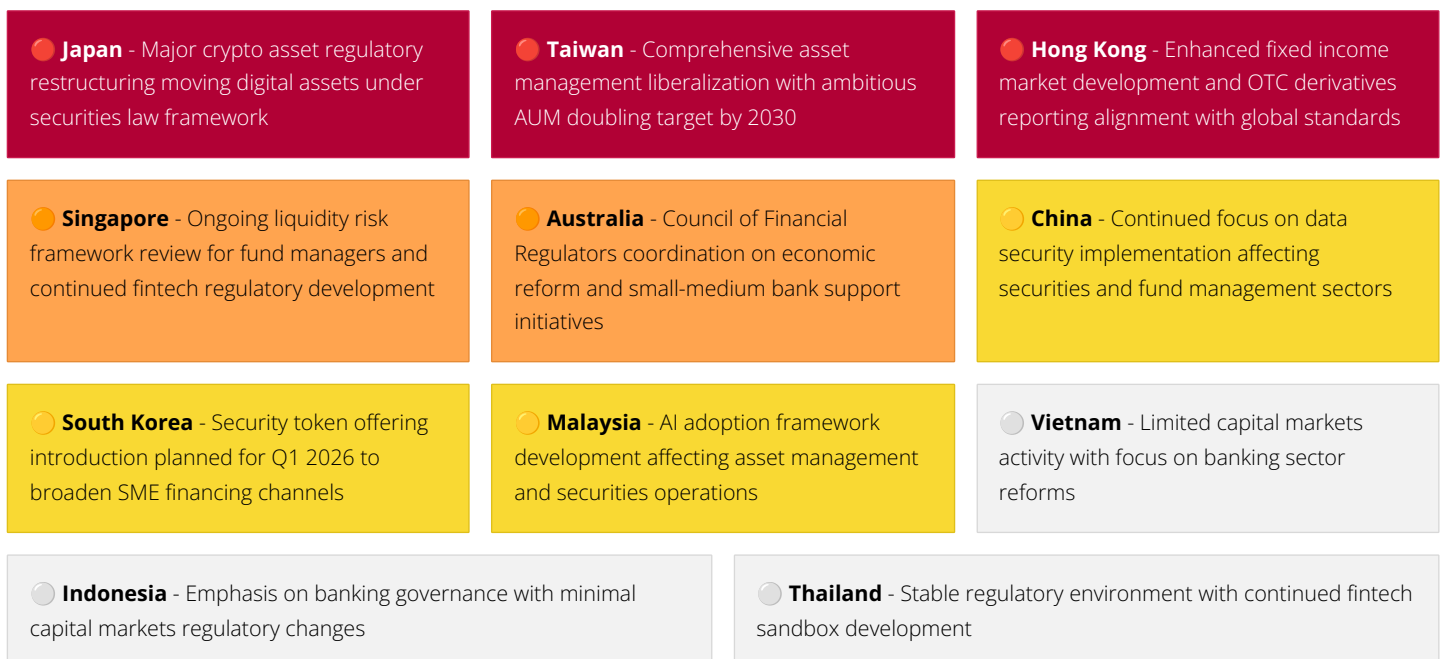 🔴 Japan - Major crypto asset regulatory
restructuring moving digital assets under
securities law framework
🔴 Taiwan - Comprehensive asset
management liberalization with ambitious
AUM doubling target by 2030
🔴 Hong Kong - Enhanced fixed income
market development and OTC derivatives
reporting alignment with global standards
🟠 Singapore - Ongoing liquidity risk
framework review for fund managers and
continued fintech regulatory development
🟠 Australia - Council of Financial
Regulators coordination on economic
reform and small-medium bank support
initiatives
🟡 China - Continued focus on data
security implementation affecting
securities and fund management sectors
🟡 South Korea - Security token offering
introduction planned for Q1 2026 to
broaden SME financing channels
🟡 Malaysia - AI adoption framework
development affecting asset management
and securities operations
⚪ Vietnam - Limited capital markets
activity with focus on banking sector
reforms
⚪ Indonesia - Emphasis on banking governance with minimal
capital markets regulatory changes
⚪ Thailand - Stable regulatory environment with continued fintech
sandbox development